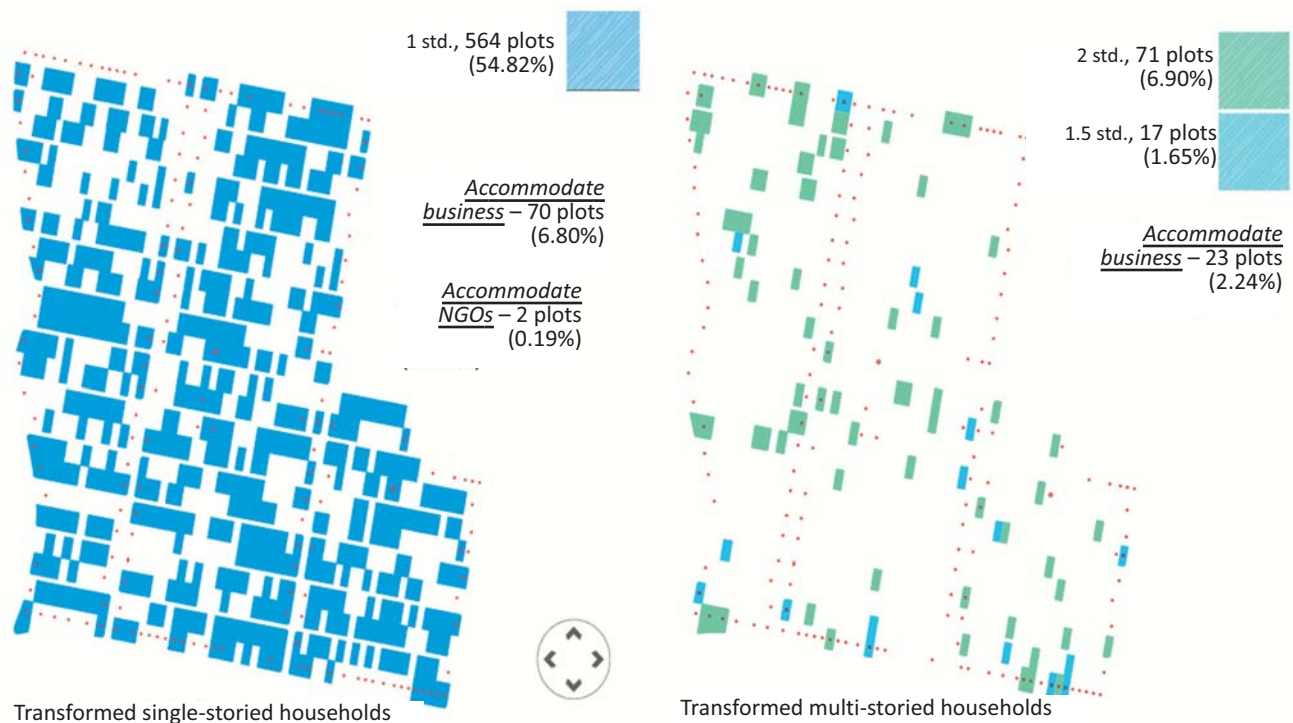 1 std., 564 plots
(54.82%)
Accommodate
business – 70 plots
(6.80%)
Accommodate
NGOs – 2 plots
(0.19%)
Transformed single-storied households
2 std., 71 plots
(6.90%)
1.5 std., 17 plots
(1.65%)
Accommodate
business – 23 plots
(2.24%)
Transformed multi-storied households